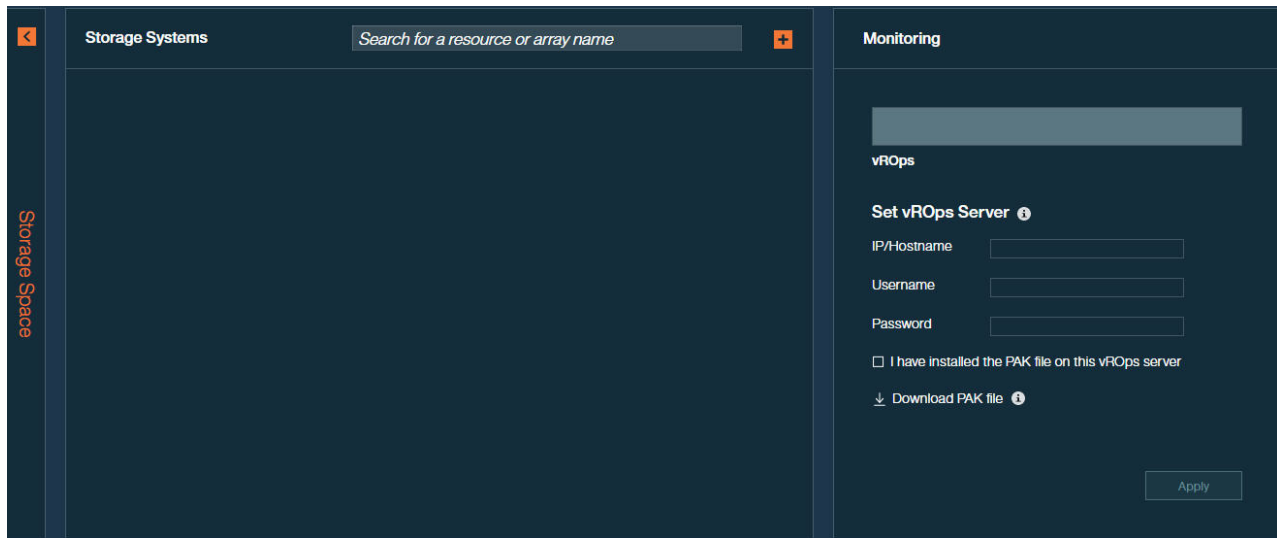 Storage Space
Storage Systems
Search for a resource or array name
Monitoring
vROps
Set vROps Server
IP/Hostname
Username
Password
I have installed the PAK file on this vROps server
Download PAK file
Apply